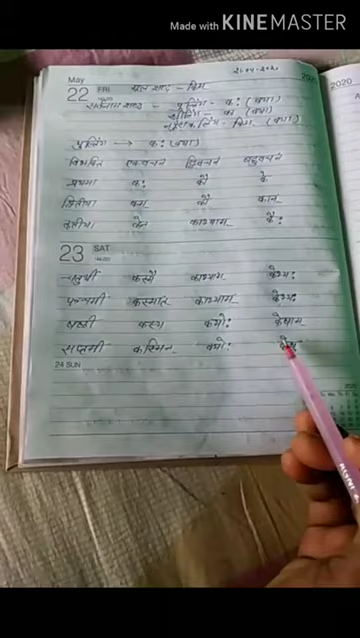 Made with KINEMASTER
May
22 FRI
मूल शब्द - किम
सर्वनाम शब्द - पुलिंग - क: (क्या)
स्त्रीलिंग - का (क्या)
नपुंसकलिंग - किम (क्या)
पुलिंग → क: (क्या)
विभक्ति एकवचन द्विवचन बहुवचन
प्रथमा क: कौ के
द्वितीया कम कौ कान
तृतीया केन काभ्याम कै:
23 SAT
चतुर्थी कस्मै काभ्याम केभ्य:
पञ्चमी कस्मात काभ्याम केभ्य:
षष्ठी कस्य कयो: केषाम
सप्तमी कस्मिन कयो: केषु
24 SUN
2020